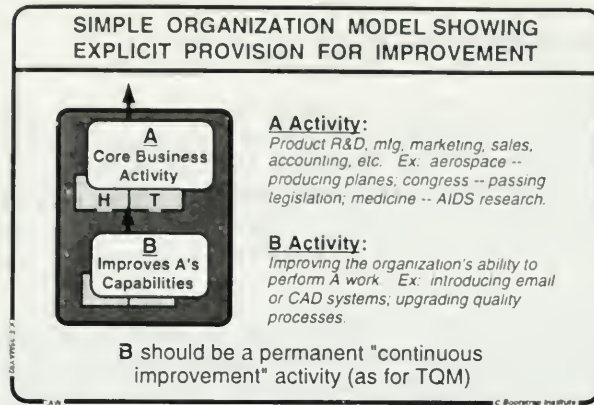 SIMPLE ORGANIZATION MODEL SHOWING
EXPLICIT PROVISION FOR IMPROVEMENT
A
Core Business
Activity
H T
B
Improves A's
Capabilities
A Activity:
Product R&D, mfg, marketing, sales,
accounting, etc. Ex: aerospace --
producing planes; congress -- passing
legislation; medicine -- AIDS research.
B Activity:
Improving the organization's ability to
perform A work. Ex: introducing email
or CAD systems; upgrading quality
processes.
B should be a permanent "continuous
improvement" activity (as for TQM)
© Bootstrap Institute